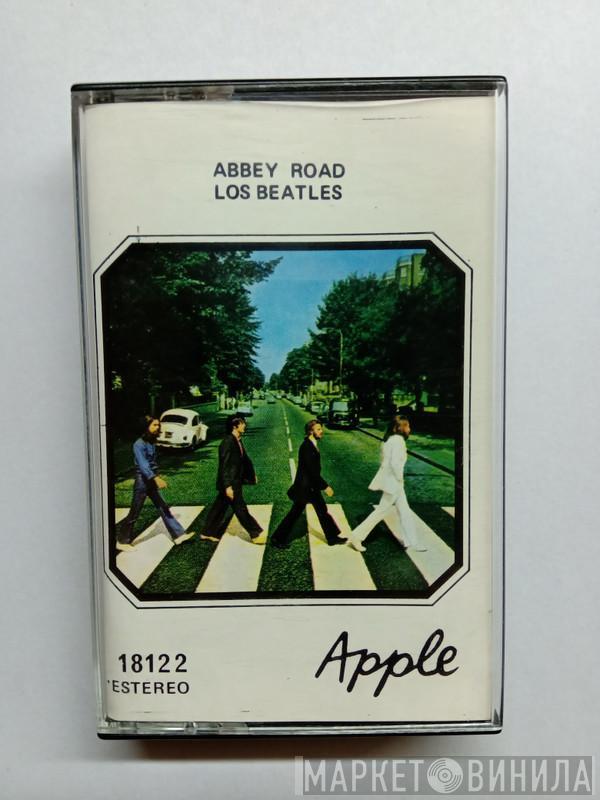 ABBEY ROAD
LOS BEATLES
18122
'ESTEREO
Apple
МАРКЕТ ВИНИЛА